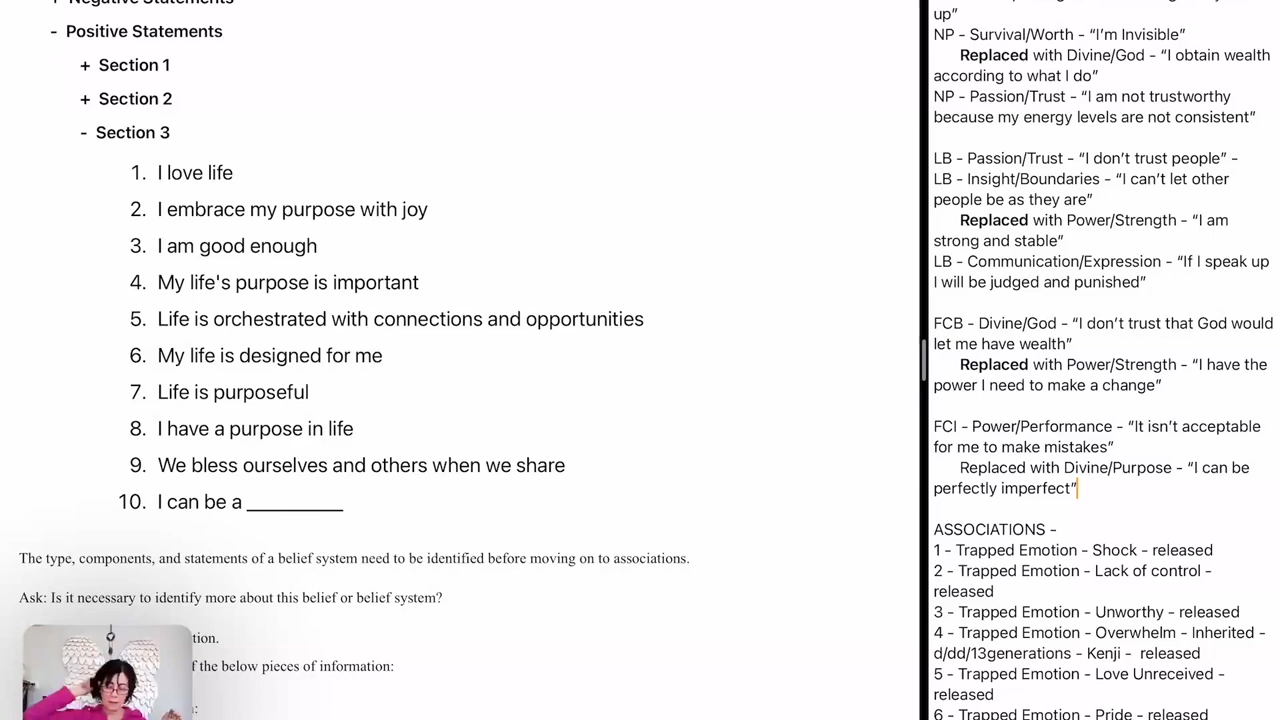 Negative Statements
- Positive Statements
+ Section 1
+ Section 2
- Section 3
1. I love life
2. I embrace my purpose with joy
3. I am good enough
4. My life's purpose is important
5. Life is orchestrated with connections and opportunities
6. My life is designed for me
7. Life is purposeful
8. I have a purpose in life
9. We bless ourselves and others when we share
10. I can be a __________
The type, components, and statements of a belief system need to be identified before moving on to associations.
Ask: Is it necessary to identify more about this belief or belief system?
tion.
f the below pieces of information:
:
up”
NP - Survival/Worth - “I’m Invisible”
Replaced with Divine/God - “I obtain wealth
according to what I do”
NP - Passion/Trust - “I am not trustworthy
because my energy levels are not consistent”
LB - Passion/Trust - “I don’t trust people” -
LB - Insight/Boundaries - “I can’t let other
people be as they are”
Replaced with Power/Strength - “I am
strong and stable”
LB - Communication/Expression - “If I speak up
I will be judged and punished”
FCB - Divine/God - “I don’t trust that God would
let me have wealth”
Replaced with Power/Strength - “I have the
power I need to make a change”
FCI - Power/Performance - “It isn’t acceptable
for me to make mistakes”
Replaced with Divine/Purpose - “I can be
perfectly imperfect”
ASSOCIATIONS -
1 - Trapped Emotion - Shock - released
2 - Trapped Emotion - Lack of control -
released
3 - Trapped Emotion - Unworthy - released
4 - Trapped Emotion - Overwhelm - Inherited -
d/dd/13generations - Kenji - released
5 - Trapped Emotion - Love Unreceived -
released
6 - Trapped Emotion - Pride - released